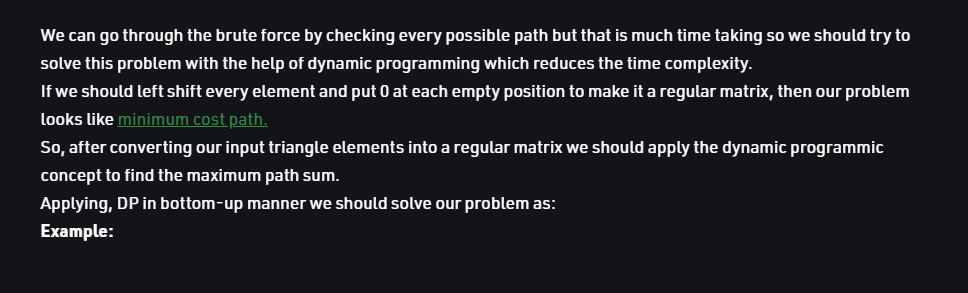 We can go through the brute force by checking every possible path but that is much time taking so we should try to
solve this problem with the help of dynamic programming which reduces the time complexity.
If we should left shift every element and put 0 at each empty position to make it a regular matrix, then our problem
looks like minimum cost path.
So, after converting our input triangle elements into a regular matrix we should apply the dynamic programmic
concept to find the maximum path sum.
Applying, DP in bottom-up manner we should solve our problem as:
Example: